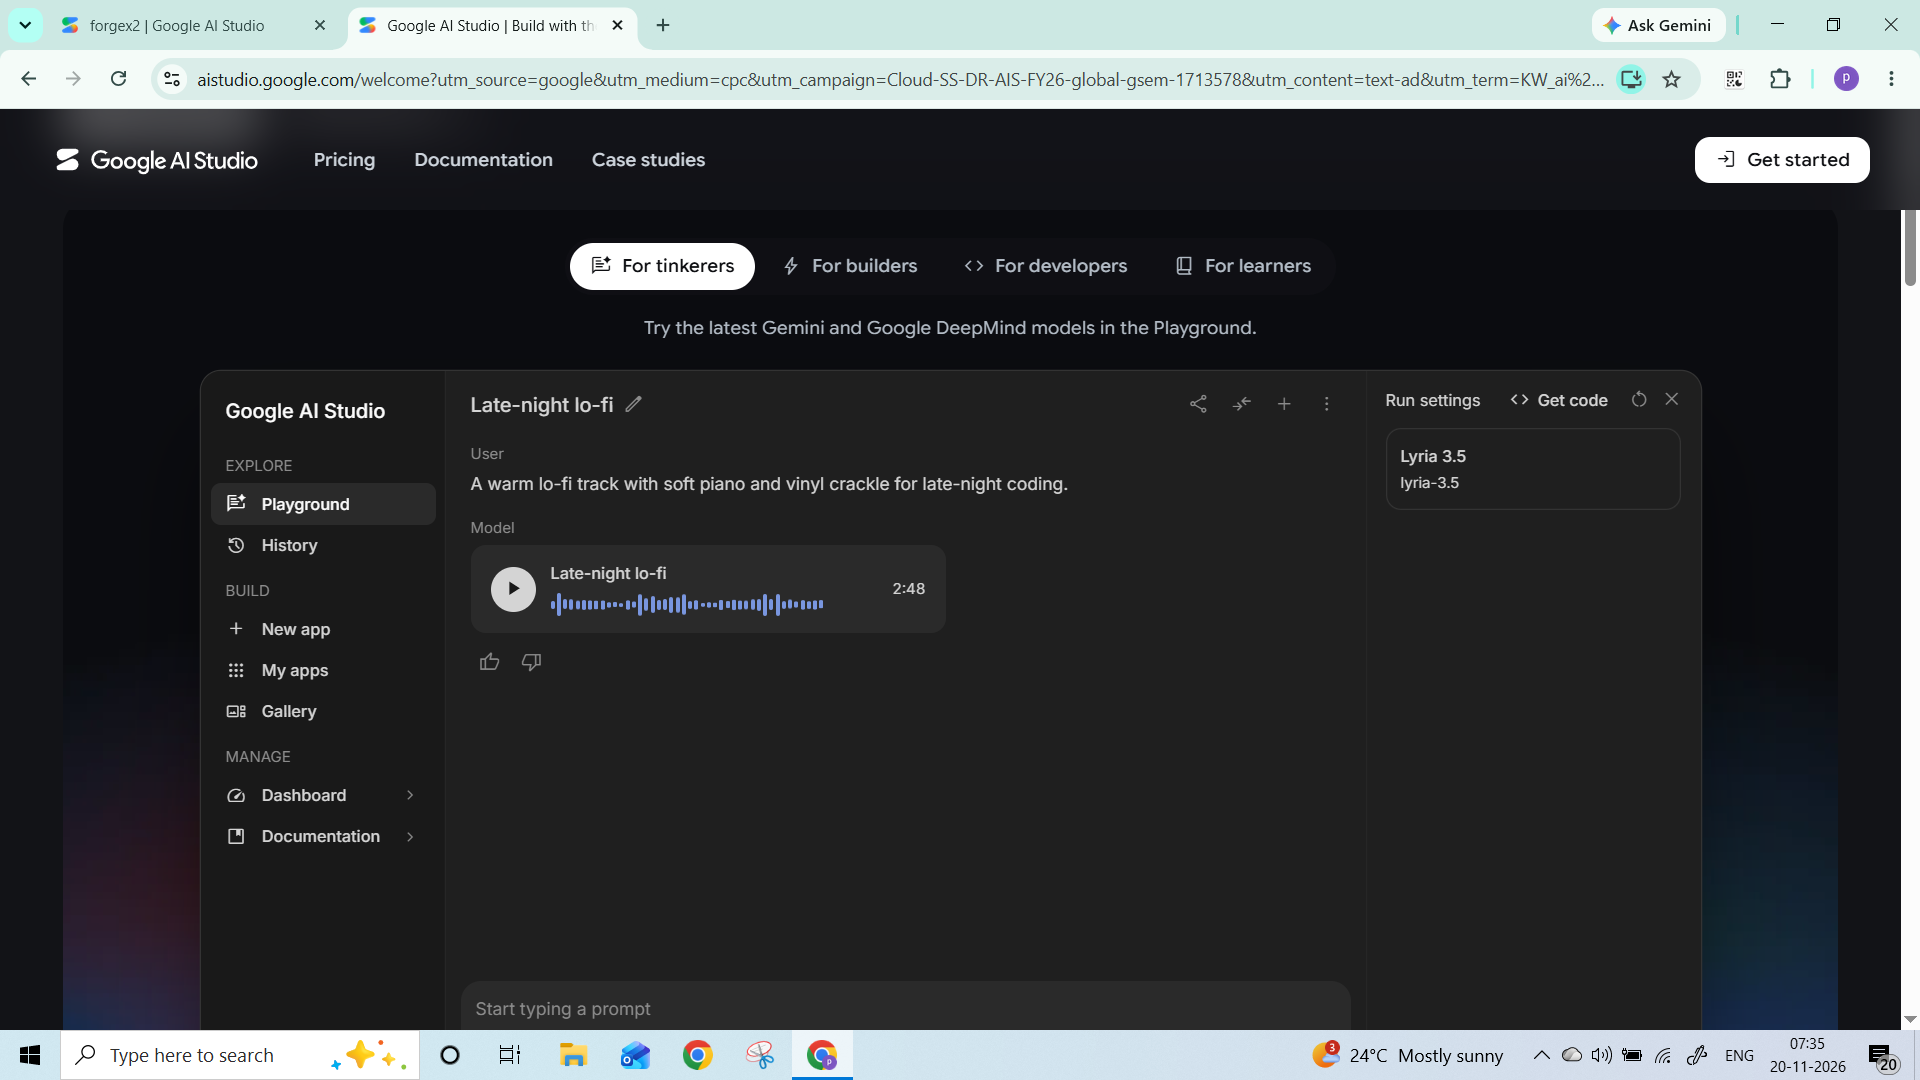 forgex2 | Google AI Studio
Google AI Studio | Build with th
Ask Gemini
aistudio.google.com/welcome?utm_source=google&utm_medium=cpc&utm_campaign=Cloud-SS-DR-AIS-FY26-global-gsem-1713578&utm_content=text-ad&utm_term=KW_ai%2...
P
Google AI Studio
Pricing
Documentation
Case studies
Get started
For tinkerers
For builders
For developers
For learners
Try the latest Gemini and Google DeepMind models in the Playground.
Google AI Studio
EXPLORE
Playground
History
BUILD
New app
My apps
Gallery
MANAGE
Dashboard
Documentation
Late-night lo-fi
User
A warm lo-fi track with soft piano and vinyl crackle for late-night coding.
Model
Late-night lo-fi
2:48
Start typing a prompt
Run settings
Get code
Lyria 3.5
lyria-3.5
Type here to search
3
24°C Mostly sunny
ENG
07:35
20-11-2026
20